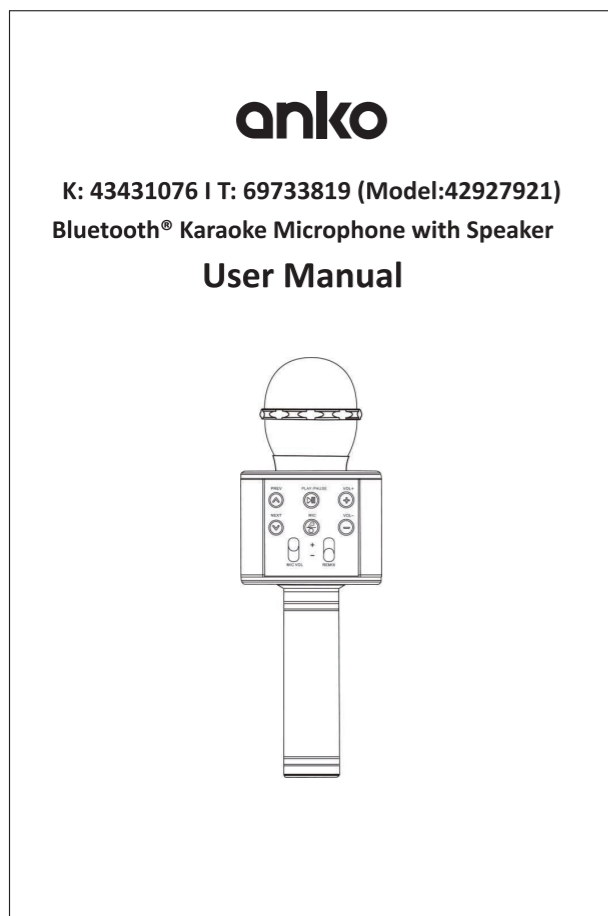 anko
K: 43431076 I T: 69733819 (Model:42927921)
Bluetooth® Karaoke Microphone with Speaker
User Manual
PREV PLAY/PAUSE VOL+
NEXT MIC VOL-
+
-
MIC VOL REMIX